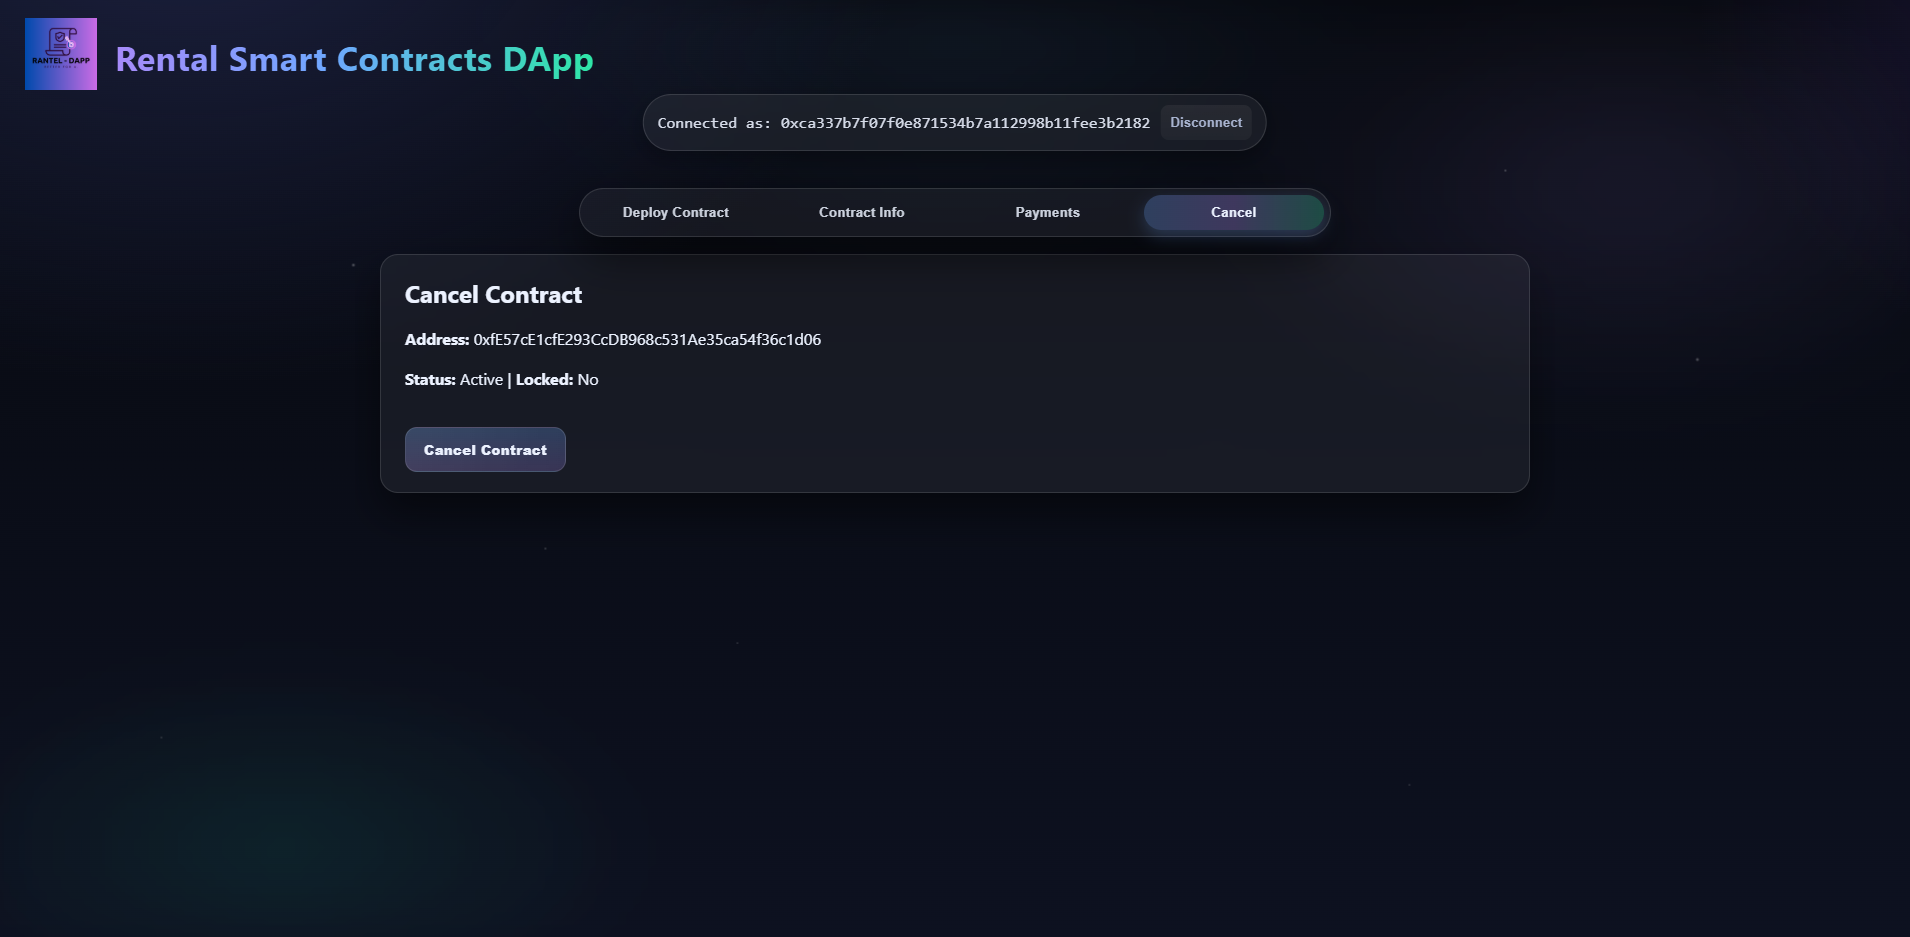 RANTEL - DAPP
Rental Smart Contracts DApp
Connected as: 0xca337b7f07f0e871534b7a112998b11fee3b2182 Disconnect
Deploy Contract Contract Info Payments Cancel
Cancel Contract
Address: 0xfE57cE1cfE293CcDB968c531Ae35ca54f36c1d06
Status: Active | Locked: No
Cancel Contract